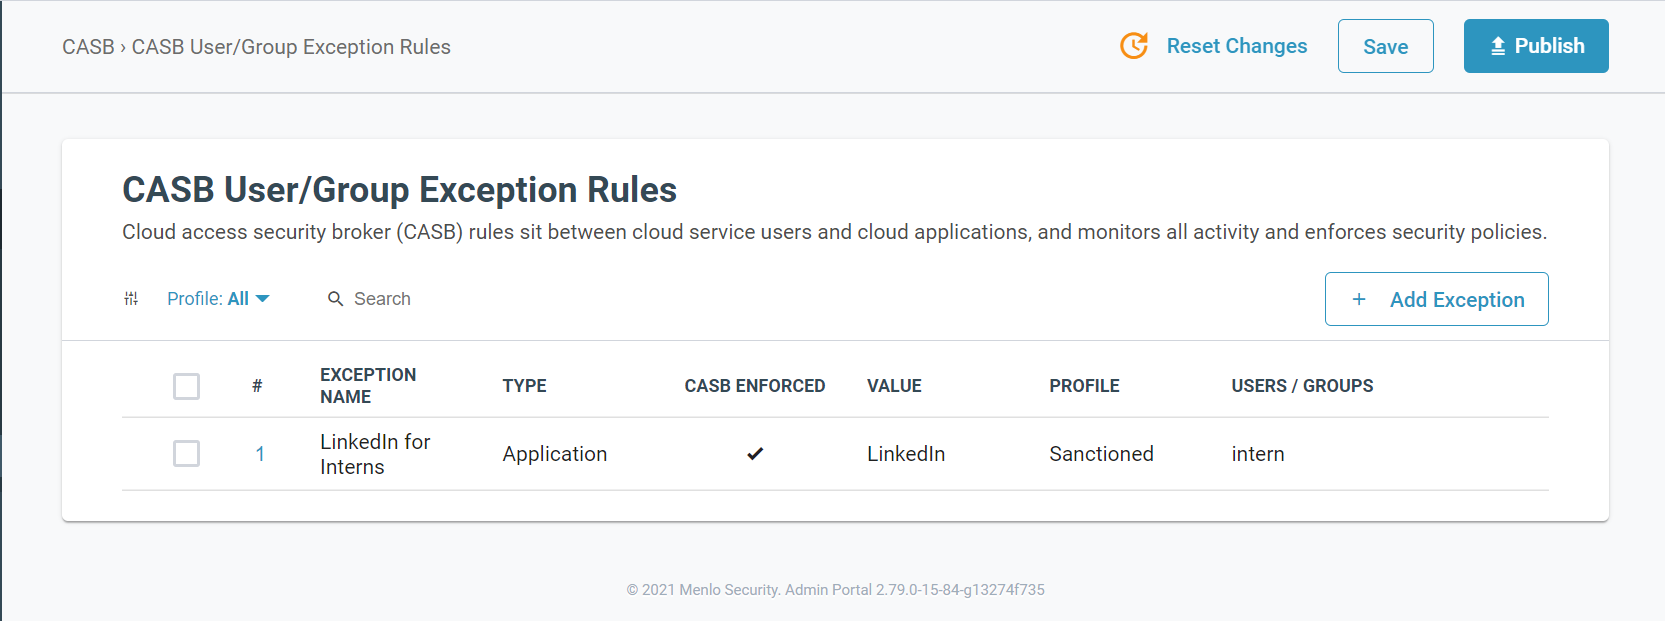 CASB › CASB User/Group Exception Rules
Reset Changes
Save
Publish
CASB User/Group Exception Rules
Cloud access security broker (CASB) rules sit between cloud service users and cloud applications, and monitors all activity and enforces security policies.
Profile: All
Search
+ Add Exception
# EXCEPTION NAME TYPE CASB ENFORCED VALUE PROFILE USERS / GROUPS
1 LinkedIn for Interns Application ✔ LinkedIn Sanctioned intern
© 2021 Menlo Security. Admin Portal 2.79.0-15-84-g13274f735